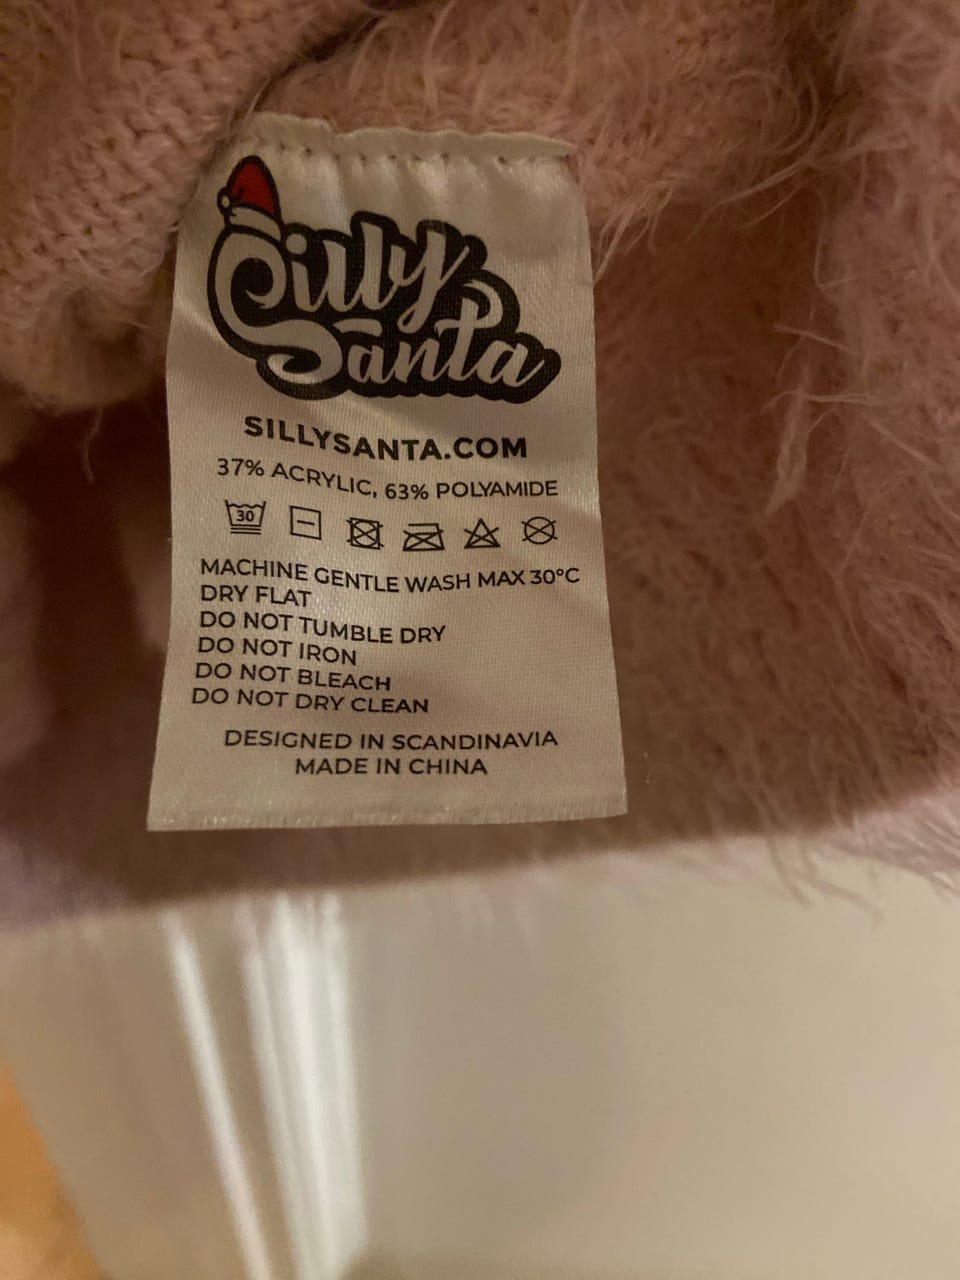 Silly
Santa
SILLYSANTA.COM
37% ACRYLIC, 63% POLYAMIDE
30
MACHINE GENTLE WASH MAX 30°C
DRY FLAT
DO NOT TUMBLE DRY
DO NOT IRON
DO NOT BLEACH
DO NOT DRY CLEAN
DESIGNED IN SCANDINAVIA
MADE IN CHINA